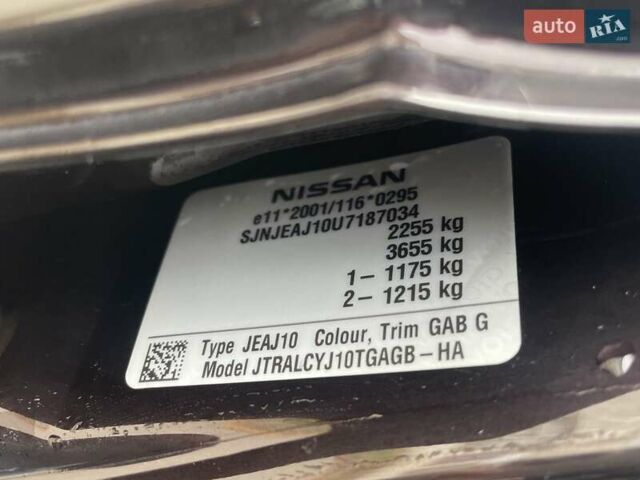 auto RIA .com
NISSAN
e11*2001/116*0295
SJNJEAJ10U7187034
2255 kg
3655 kg
1- 1175 kg
2- 1215 kg
Type JEAJ10 Colour, Trim GAB G
Model JTRALCYJ10TGAGB-HA